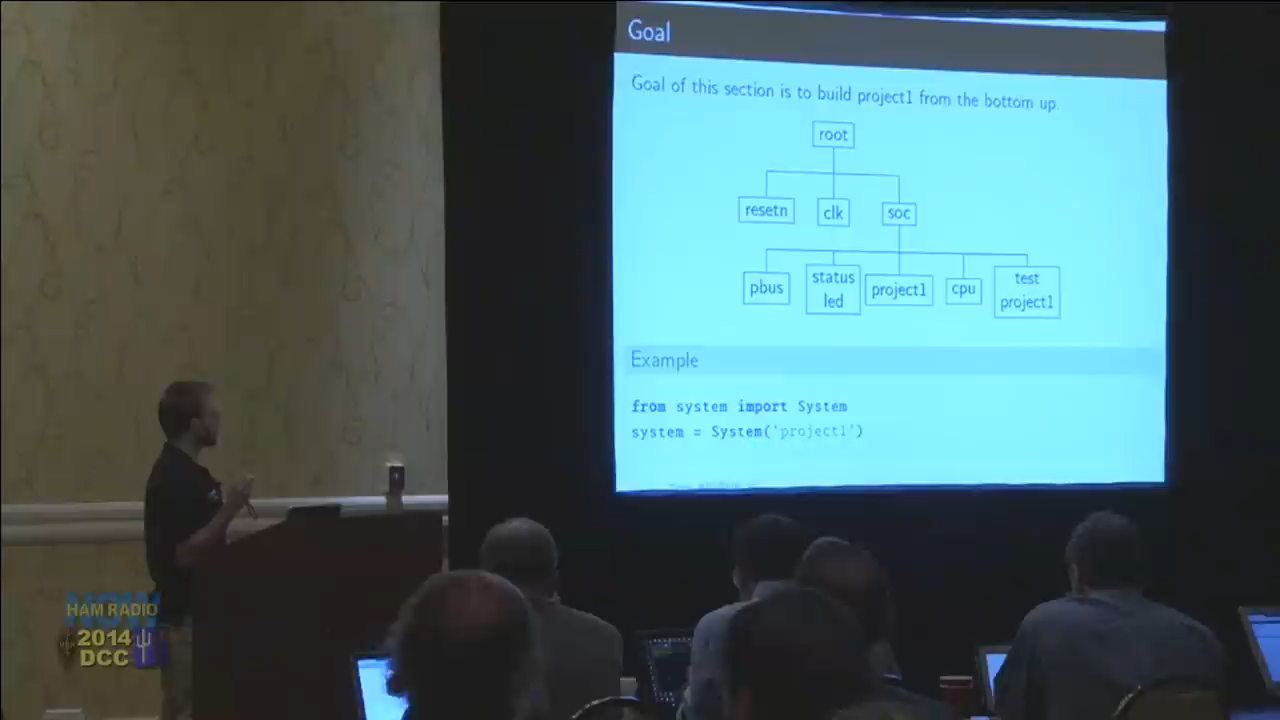 Goal
Goal of this section is to build project1 from the bottom up
root
resetn
clk
soc
pbus
status
led
project1
cpu
test
project1
Example
from system import System
system = System('project1')
NOW
HAM RADIO
2014
DCC